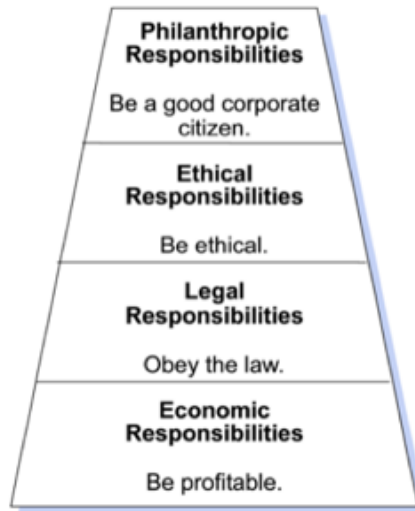 Philanthropic
Responsibilities
Be a good corporate
citizen.
Ethical
Responsibilities
Be ethical.
Legal
Responsibilities
Obey the law.
Economic
Responsibilities
Be profitable.